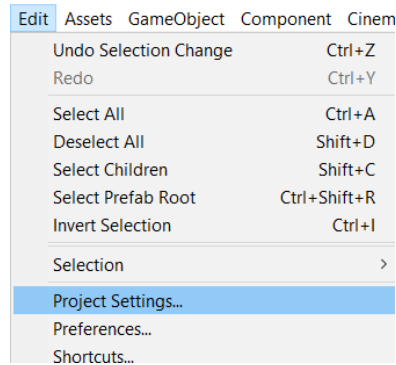 Edit Assets GameObject Component Cinem
Undo Selection Change Ctrl+Z
Redo Ctrl+Y
Select All Ctrl+A
Deselect All Shift+D
Select Children Shift+C
Select Prefab Root Ctrl+Shift+R
Invert Selection Ctrl+I
Selection >
Project Settings...
Preferences...
Shortcuts...